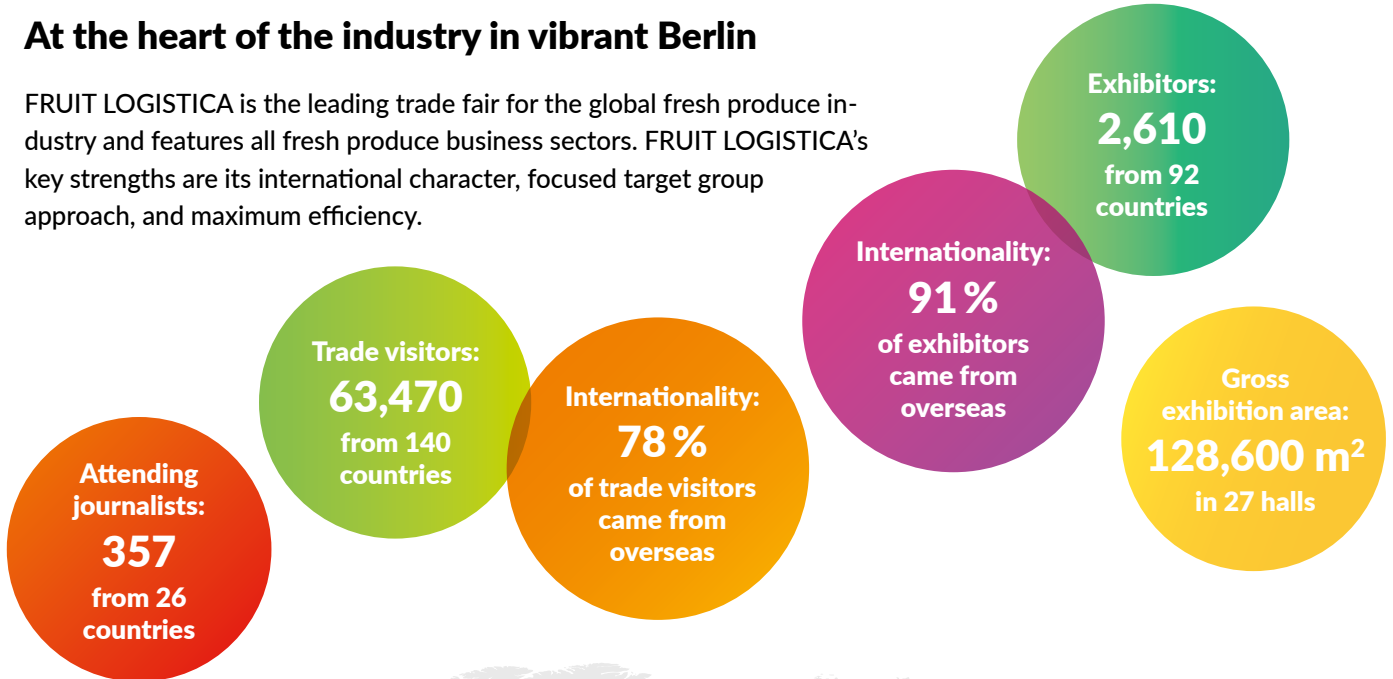 At the heart of the industry in vibrant Berlin
FRUIT LOGISTICA is the leading trade fair for the global fresh produce in-
dustry and features all fresh produce business sectors. FRUIT LOGISTICA’s
key strengths are its international character, focused target group
approach, and maximum efficiency.
Attending
journalists:
357
from 26
countries
Trade visitors:
63,470
from 140
countries
Internationality:
78 %
of trade visitors
came from
overseas
Internationality:
91 %
of exhibitors
came from
overseas
Exhibitors:
2,610
from 92
countries
Gross
exhibition area:
128,600 m²
in 27 halls